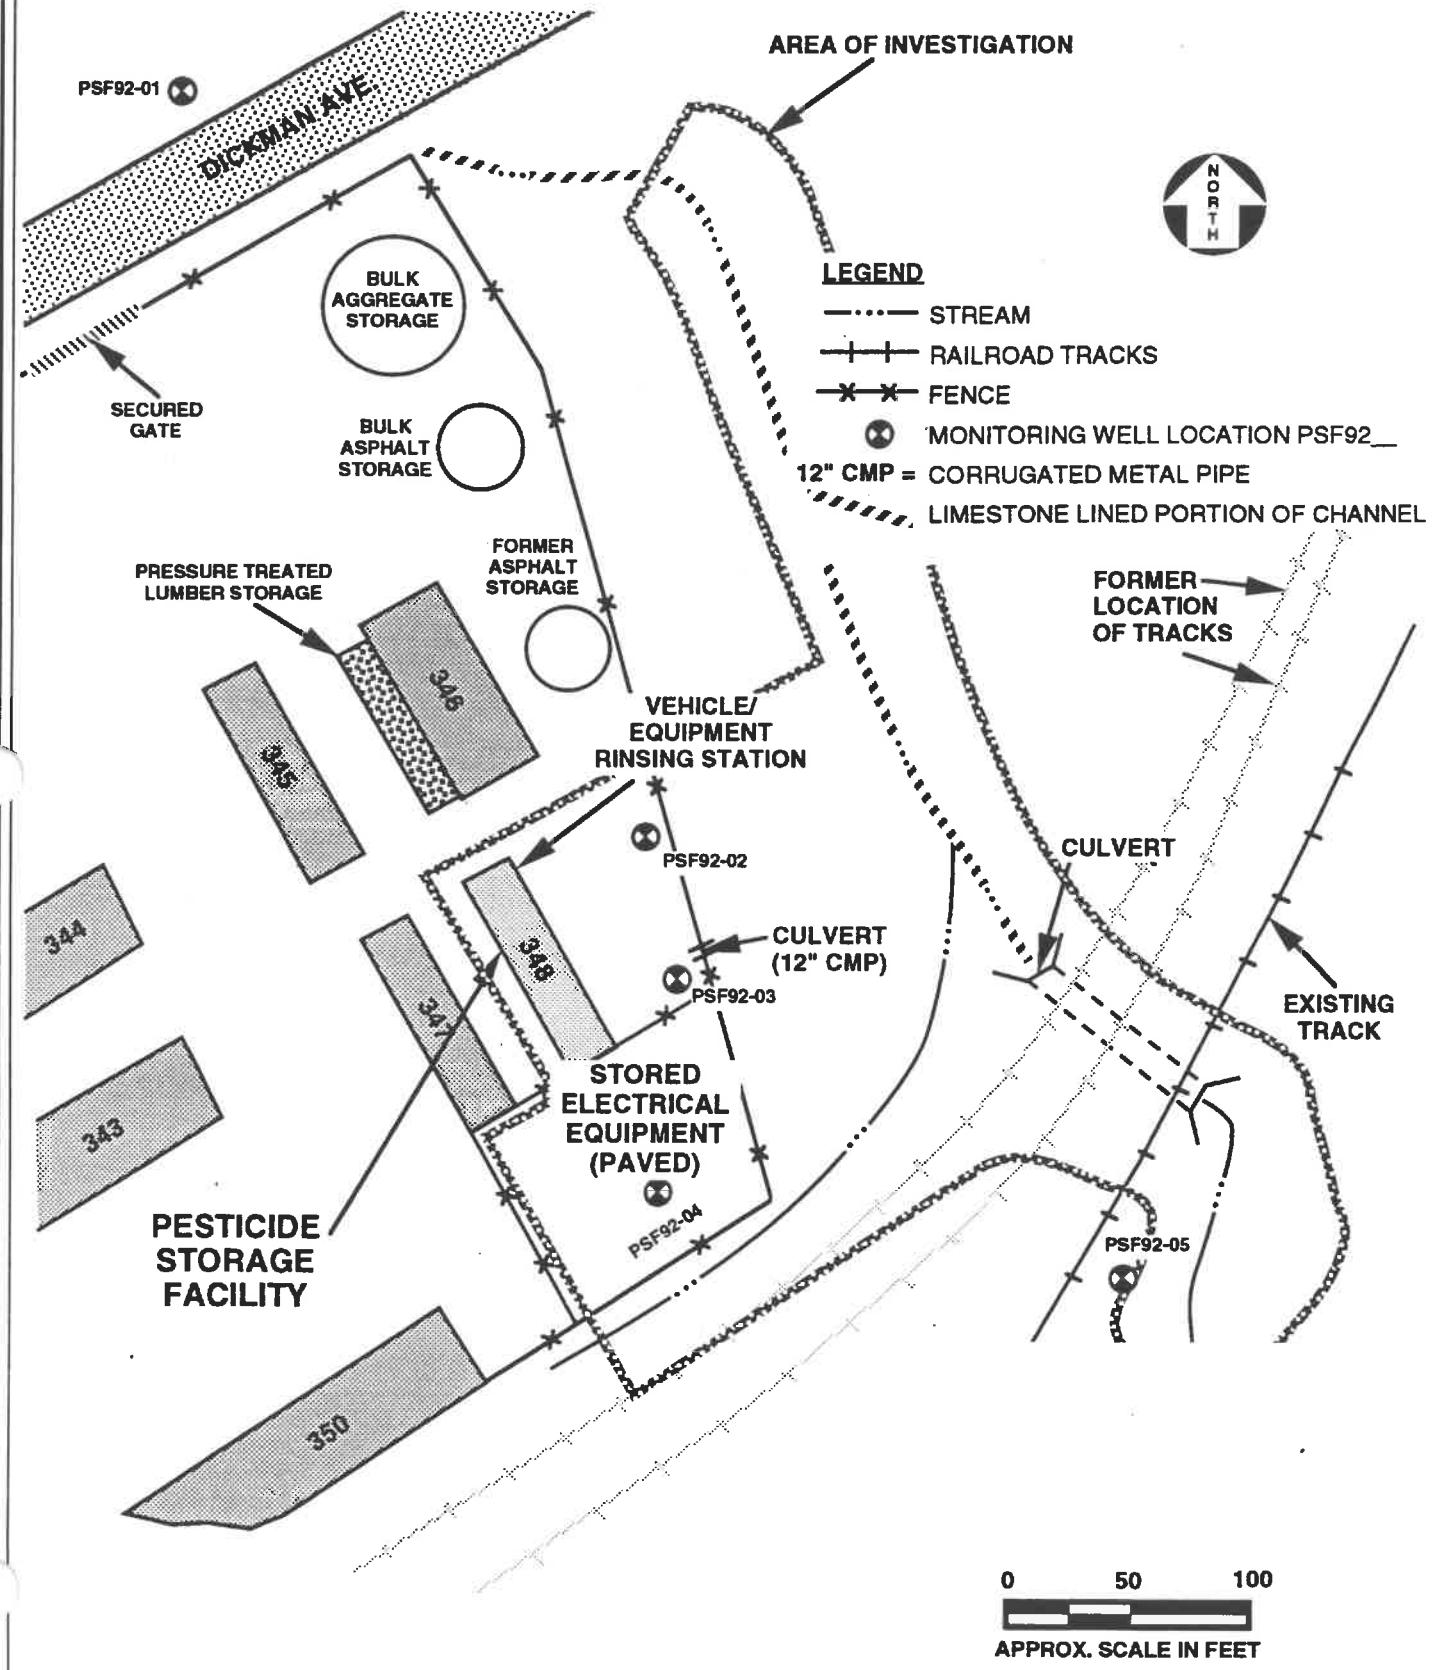 AREA OF INVESTIGATION
PSF92-01
DICKMAN AVE
NORTH
BULK
AGGREGATE
STORAGE
LEGEND
STREAM
RAILROAD TRACKS
FENCE
MONITORING WELL LOCATION PSF92__
12" CMP = CORRUGATED METAL PIPE
LIMESTONE LINED PORTION OF CHANNEL
SECURED
GATE
BULK
ASPHALT
STORAGE
FORMER
ASPHALT
STORAGE
PRESSURE TREATED
LUMBER STORAGE
FORMER
LOCATION
OF TRACKS
346
345
VEHICLE/
EQUIPMENT
RINSING STATION
PSF92-02
CULVERT
344
348
CULVERT
(12" CMP)
PSF92-03
347
EXISTING
TRACK
343
STORED
ELECTRICAL
EQUIPMENT
(PAVED)
PSF92-04
PESTICIDE
STORAGE
FACILITY
PSF92-05
350
0 50 100
APPROX. SCALE IN FEET